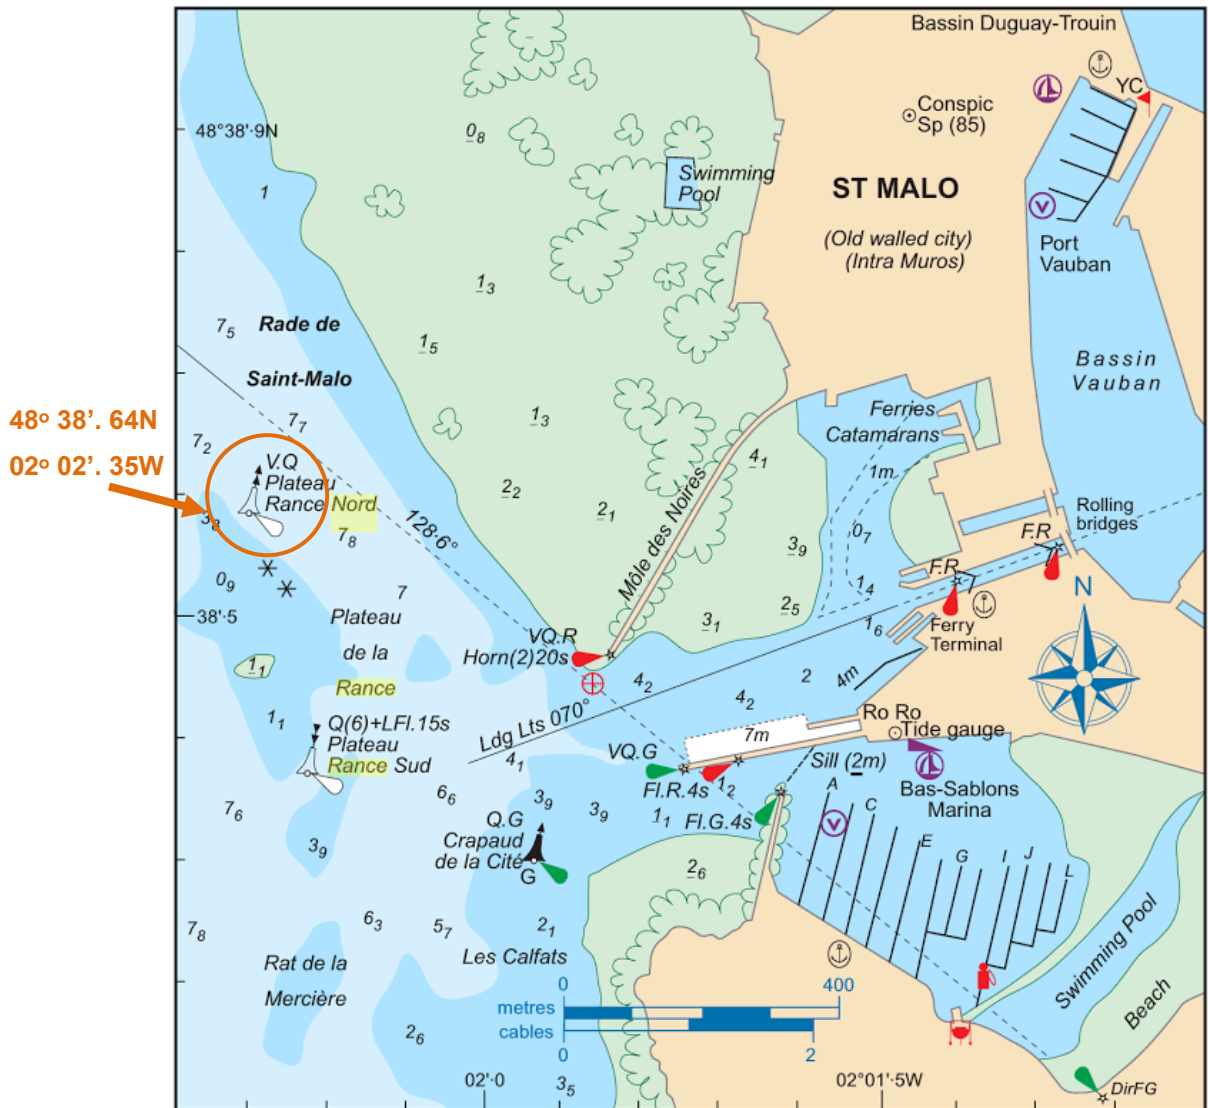 Bassin Duguay-Trouin
YC
48°38'·9N
0₈
Conspic
Sp (85)
Swimming
Pool
1
ST MALO
(Old walled city)
(Intra Muros)
V
Port
Vauban
1₃
7₅
Rade de
1₅
Bassin
Vauban
Saint-Malo
48º 38'. 64N
7₇
1₃
Ferries
Catamarans
7₂
02º 02'. 35W
V.Q
Plateau
Rance Nord
4₁
1m
2₂
2₁
Môle des Noires
3₈
128·6°
7₈
0₇
Rolling
bridges
3₉
F.R
F.R
0₉
7
1₄
N
38'·5
Plateau
de la
Rance
3₁
2₅
1₆
Ferry
Terminal
VQ.R
Horn(2)20s
1₁
4₂
4₂
2
4m
1₁
Q(6)+LFl.15s
Plateau
Rance Sud
Ldg Lts 070°
4₁
7m
Ro Ro
Tide gauge
VQ.G
Fl.R.4s
1₂
Sill (2m)
Bas-Sablons
Marina
7₆
6₆
3₉
3₉
1₁
Fl.G.4s
A
C
V
E
G
I
J
L
3₉
Q.G
Crapaud
de la Cité
G
2₆
7₈
6₃
5₇
2₁
Les Calfats
Swimming Pool
Beach
Rat de la
Mercière
0
400
metres
cables
0
2
2₆
02'·0
3₅
02°01'·5W
DirFG